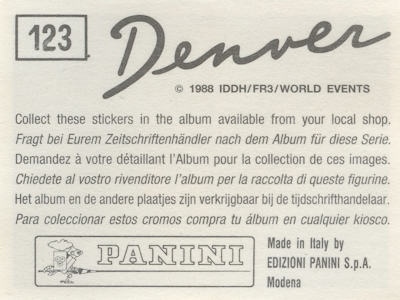 123
Denver
© 1988 IDDH/FR3/WORLD EVENTS
Collect these stickers in the album available from your local shop.
Fragt bei Eurem Zeitschriftenhändler nach dem Album für diese Serie.
Demandez à votre détaillant l'Album pour la collection de ces images.
Chiedete al vostro rivenditore l'album per la raccolta di queste figurine.
Het album en de andere plaatjes zijn verkrijgbaar bij de tijdschrifthandelaar.
Para coleccionar estos cromos compra tu álbum en cualquier kiosco.
PANINI
Made in Italy by
EDIZIONI PANINI S.p.A.
Modena